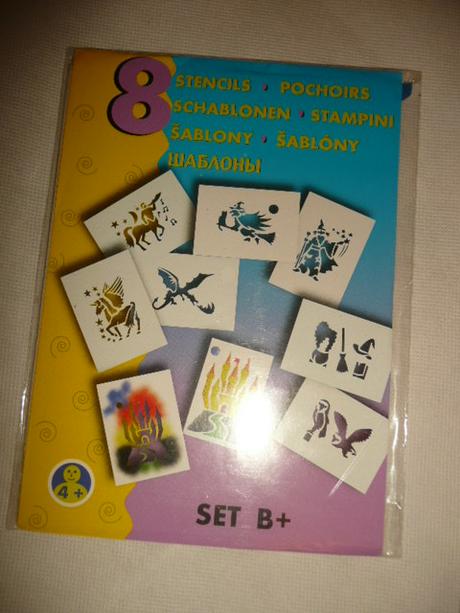 8
STENCILS • POCHOIRS
SCHABLONEN • STAMPINI
ŠABLONY • ŠABLÓNY
ШАБЛОНЫ
4+
SET B+